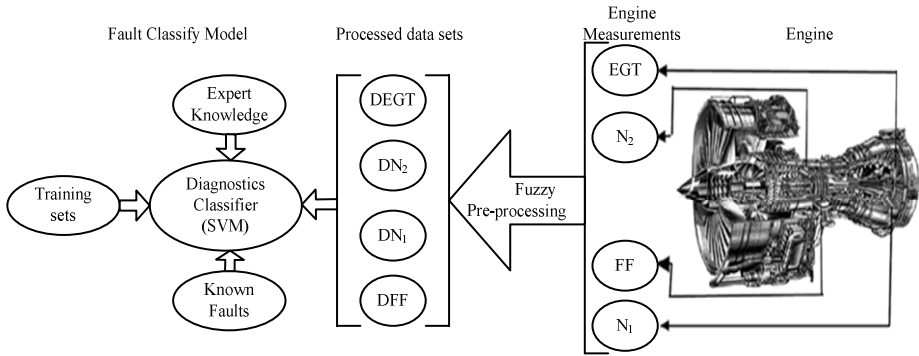 Fault Classify Model
Processed data sets
Engine
Measurements
Engine
Expert
Knowledge
Training
sets
Diagnostics
Classifier
(SVM)
Known
Faults
DEGT
DN2
DN1
DFF
Fuzzy
Pre-processing
EGT
N2
FF
N1